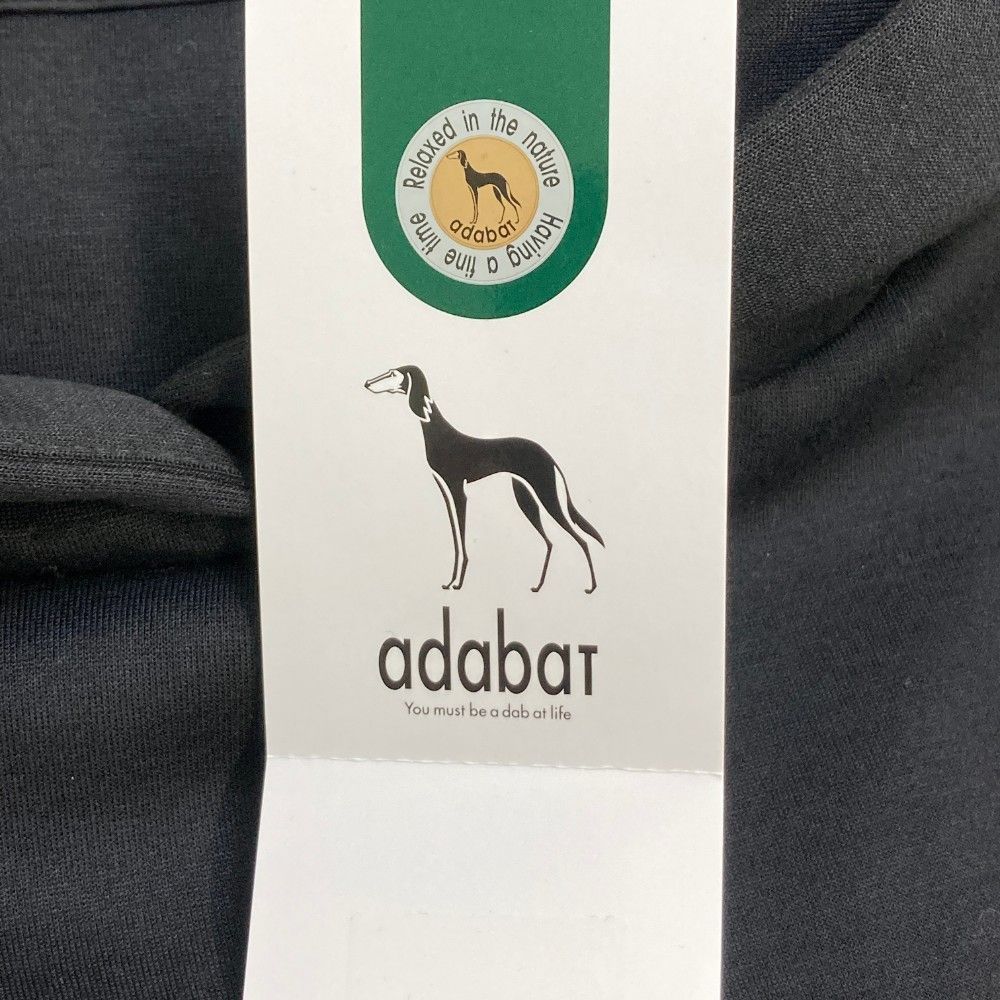 Relaxed in the nature
Having a fine time
adabaT
adabaT
You must be a dab at life